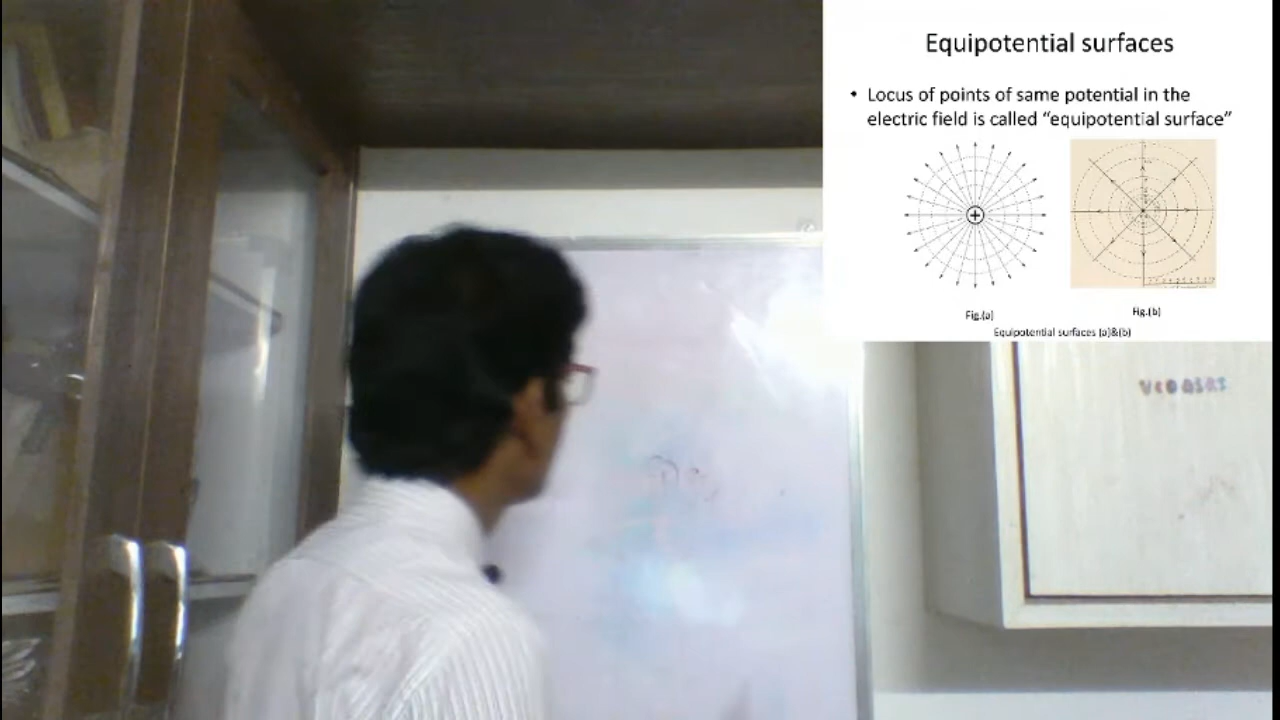 Equipotential surfaces
• Locus of points of same potential in the
electric field is called “equipotential surface”
Fig.(a)
Fig.(b)
Equipotential surfaces (a)&(b)